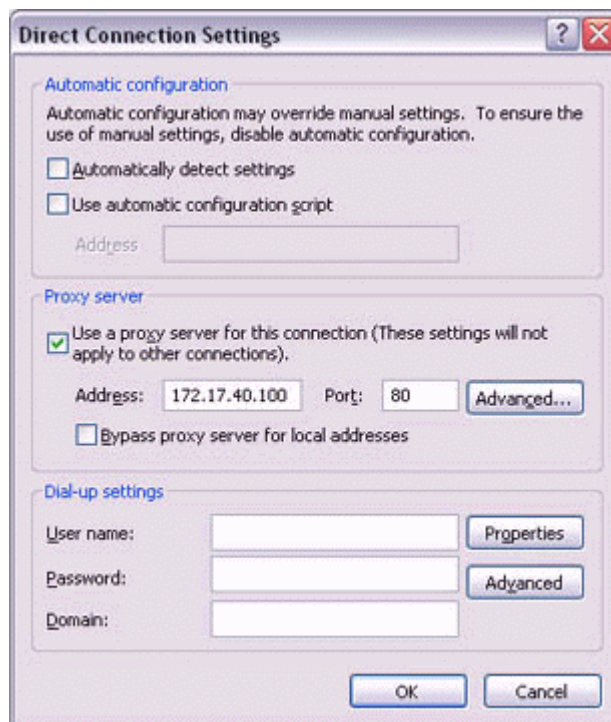 Direct Connection Settings
?
Automatic configuration
Automatic configuration may override manual settings. To ensure the
use of manual settings, disable automatic configuration.
Automatically detect settings
Use automatic configuration script
Address
Proxy server
Use a proxy server for this connection (These settings will not
apply to other connections).
Address: 172.17.40.100 Port: 80 Advanced...
Bypass proxy server for local addresses
Dial-up settings
User name: Properties
Password: Advanced
Domain:
OK Cancel